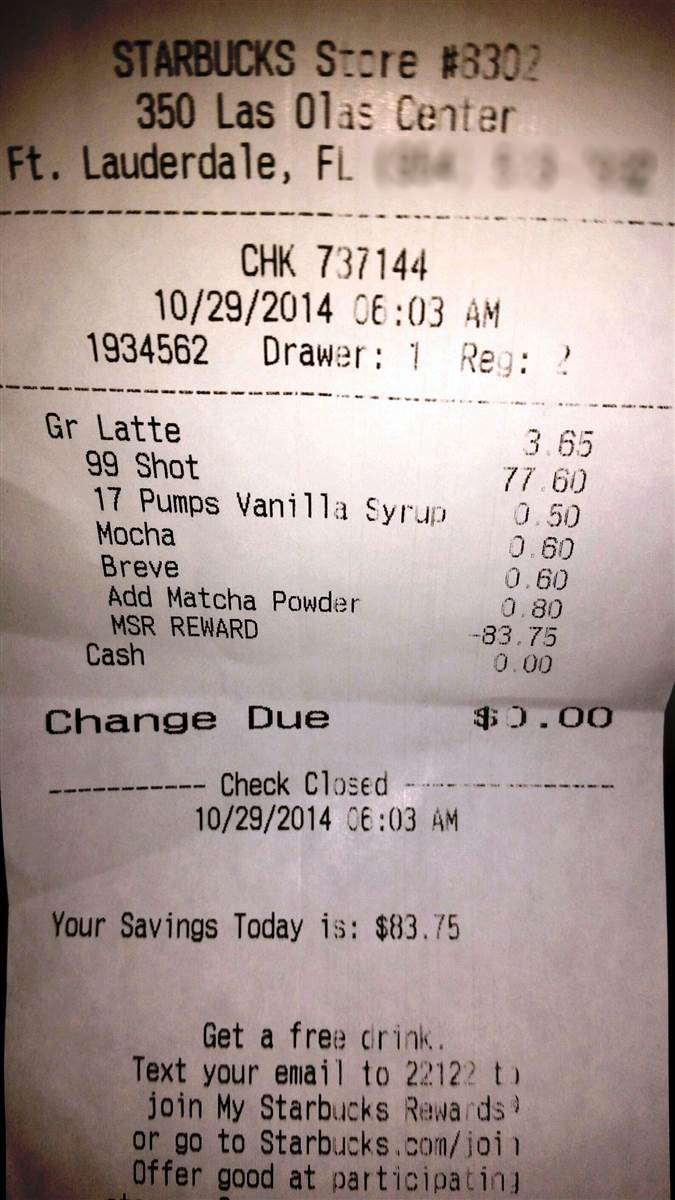 STARBUCKS Store #8302
350 Las Olas Center
Ft. Lauderdale, FL
CHK 737144
10/29/2014 06:03 AM
1934562 Drawer: 1 Reg: 2
Gr Latte 3.65
99 Shot 77.60
17 Pumps Vanilla Syrup 0.50
Mocha 0.60
Breve 0.60
Add Matcha Powder 0.80
MSR REWARD -83.75
Cash 0.00
Change Due $0.00
Check Closed
10/29/2014 06:03 AM
Your Savings Today is: $83.75
Get a free drink.
Text your email to 22122 to
join My Starbucks Rewards
or go to Starbucks.com/join
Offer good at participating